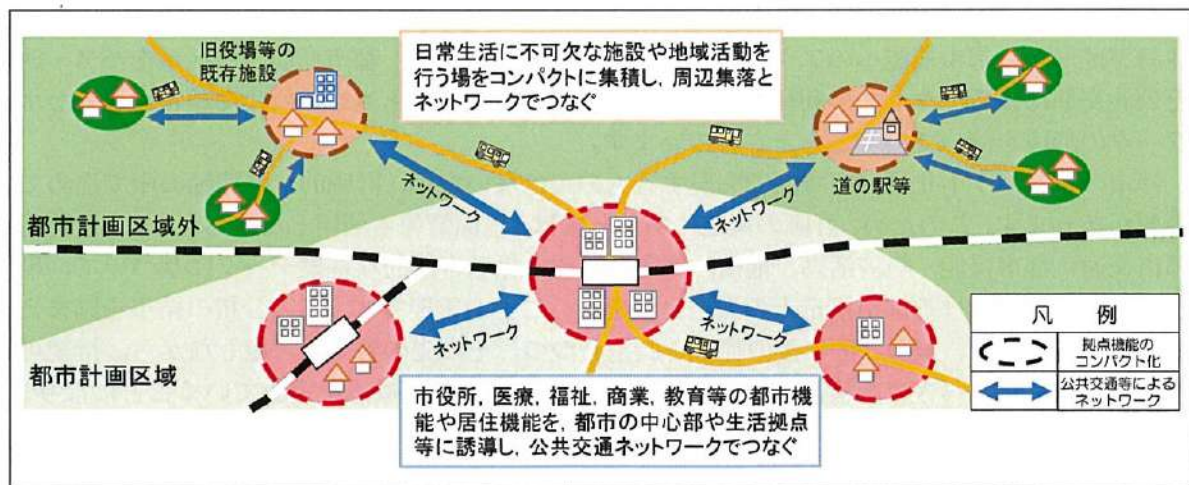 旧役場等の
既存施設
日常生活に不可欠な施設や地域活動を
行う場をコンパクトに集積し，周辺集落と
ネットワークでつなぐ
道の駅等
ネットワーク
ネットワーク
都市計画区域外
ネットワーク
ネットワーク
都市計画区域
市役所，医療，福祉，商業，教育等の都市機
能や居住機能を，都市の中心部や生活拠点
等に誘導し，公共交通ネットワークでつなぐ
凡　例
拠点機能の
コンパクト化
公共交通等による
ネットワーク